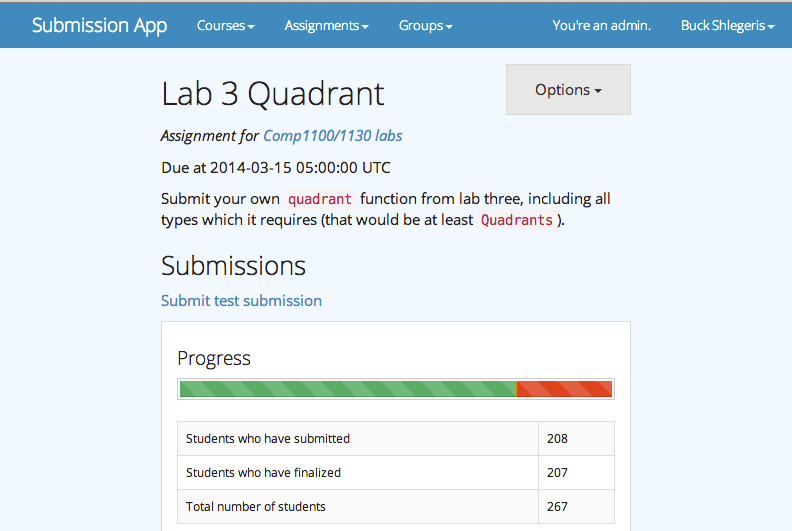 Submission App Courses Assignments Groups You're an admin. Buck Shlegeris
Lab 3 Quadrant Options
Assignment for Comp1100/1130 labs
Due at 2014-03-15 05:00:00 UTC
Submit your own quadrant function from lab three, including all
types which it requires (that would be at least Quadrants ).
Submissions
Submit test submission
Progress
Students who have submitted 208
Students who have finalized 207
Total number of students 267